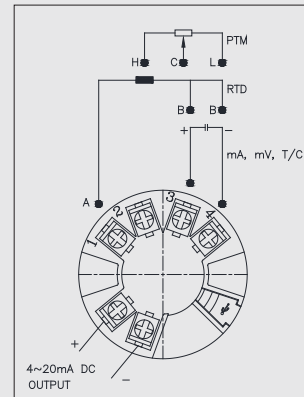 PTM
H C L
RTD
B B
+ −
mA, mV, T/C
A
1 2 3 4
+
4~20mA DC
OUTPUT −